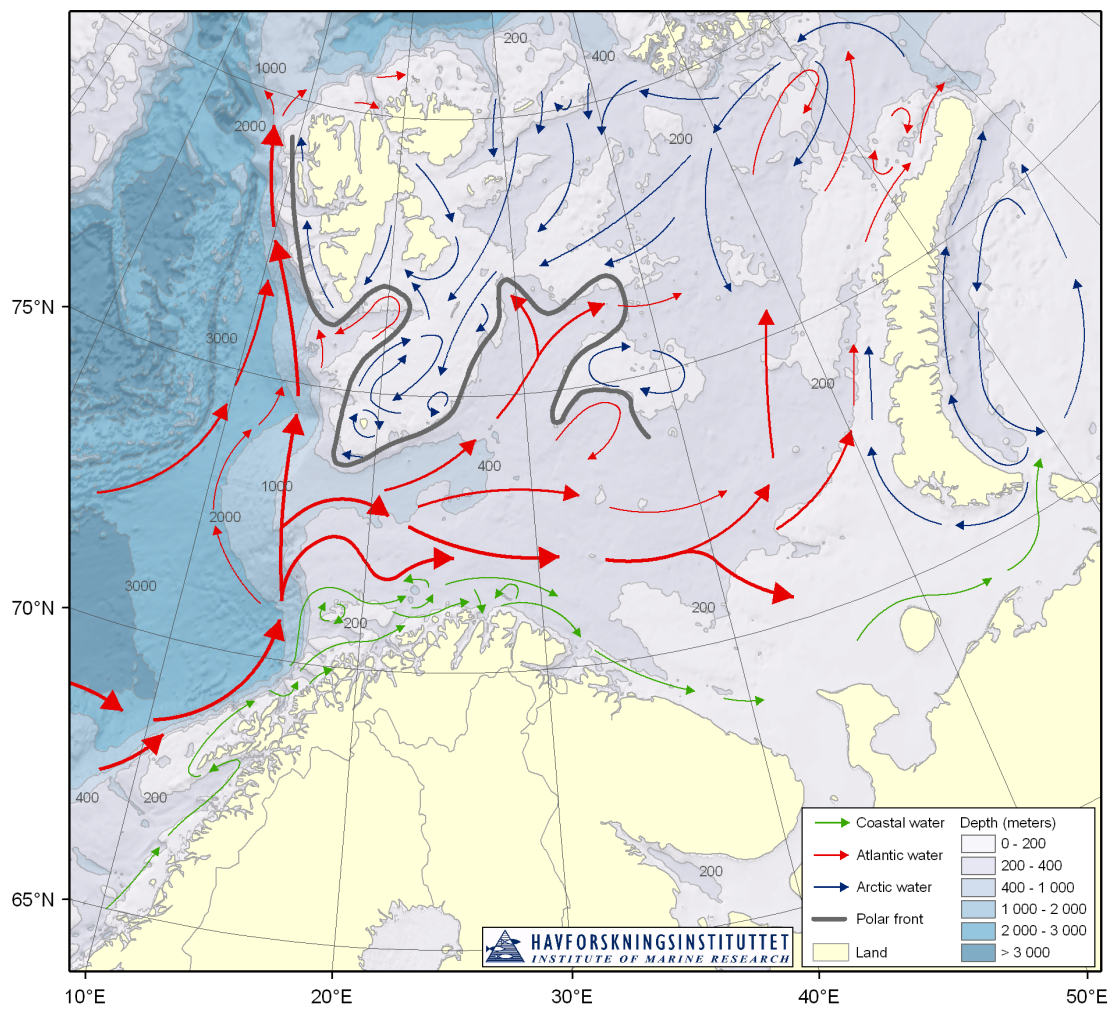 200
400
1000
2000
200
75°N
3000
200
400
1000
2000
3000
70°N
200
200
400
200
200
65°N
Coastal water
Atlantic water
Arctic water
Polar front
Land
Depth (meters)
0 - 200
200 - 400
400 - 1 000
1 000 - 2 000
2 000 - 3 000
> 3 000
HAVFORSKNINGSINSTITUTTET
INSTITUTE OF MARINE RESEARCH
10°E
20°E
30°E
40°E
50°E